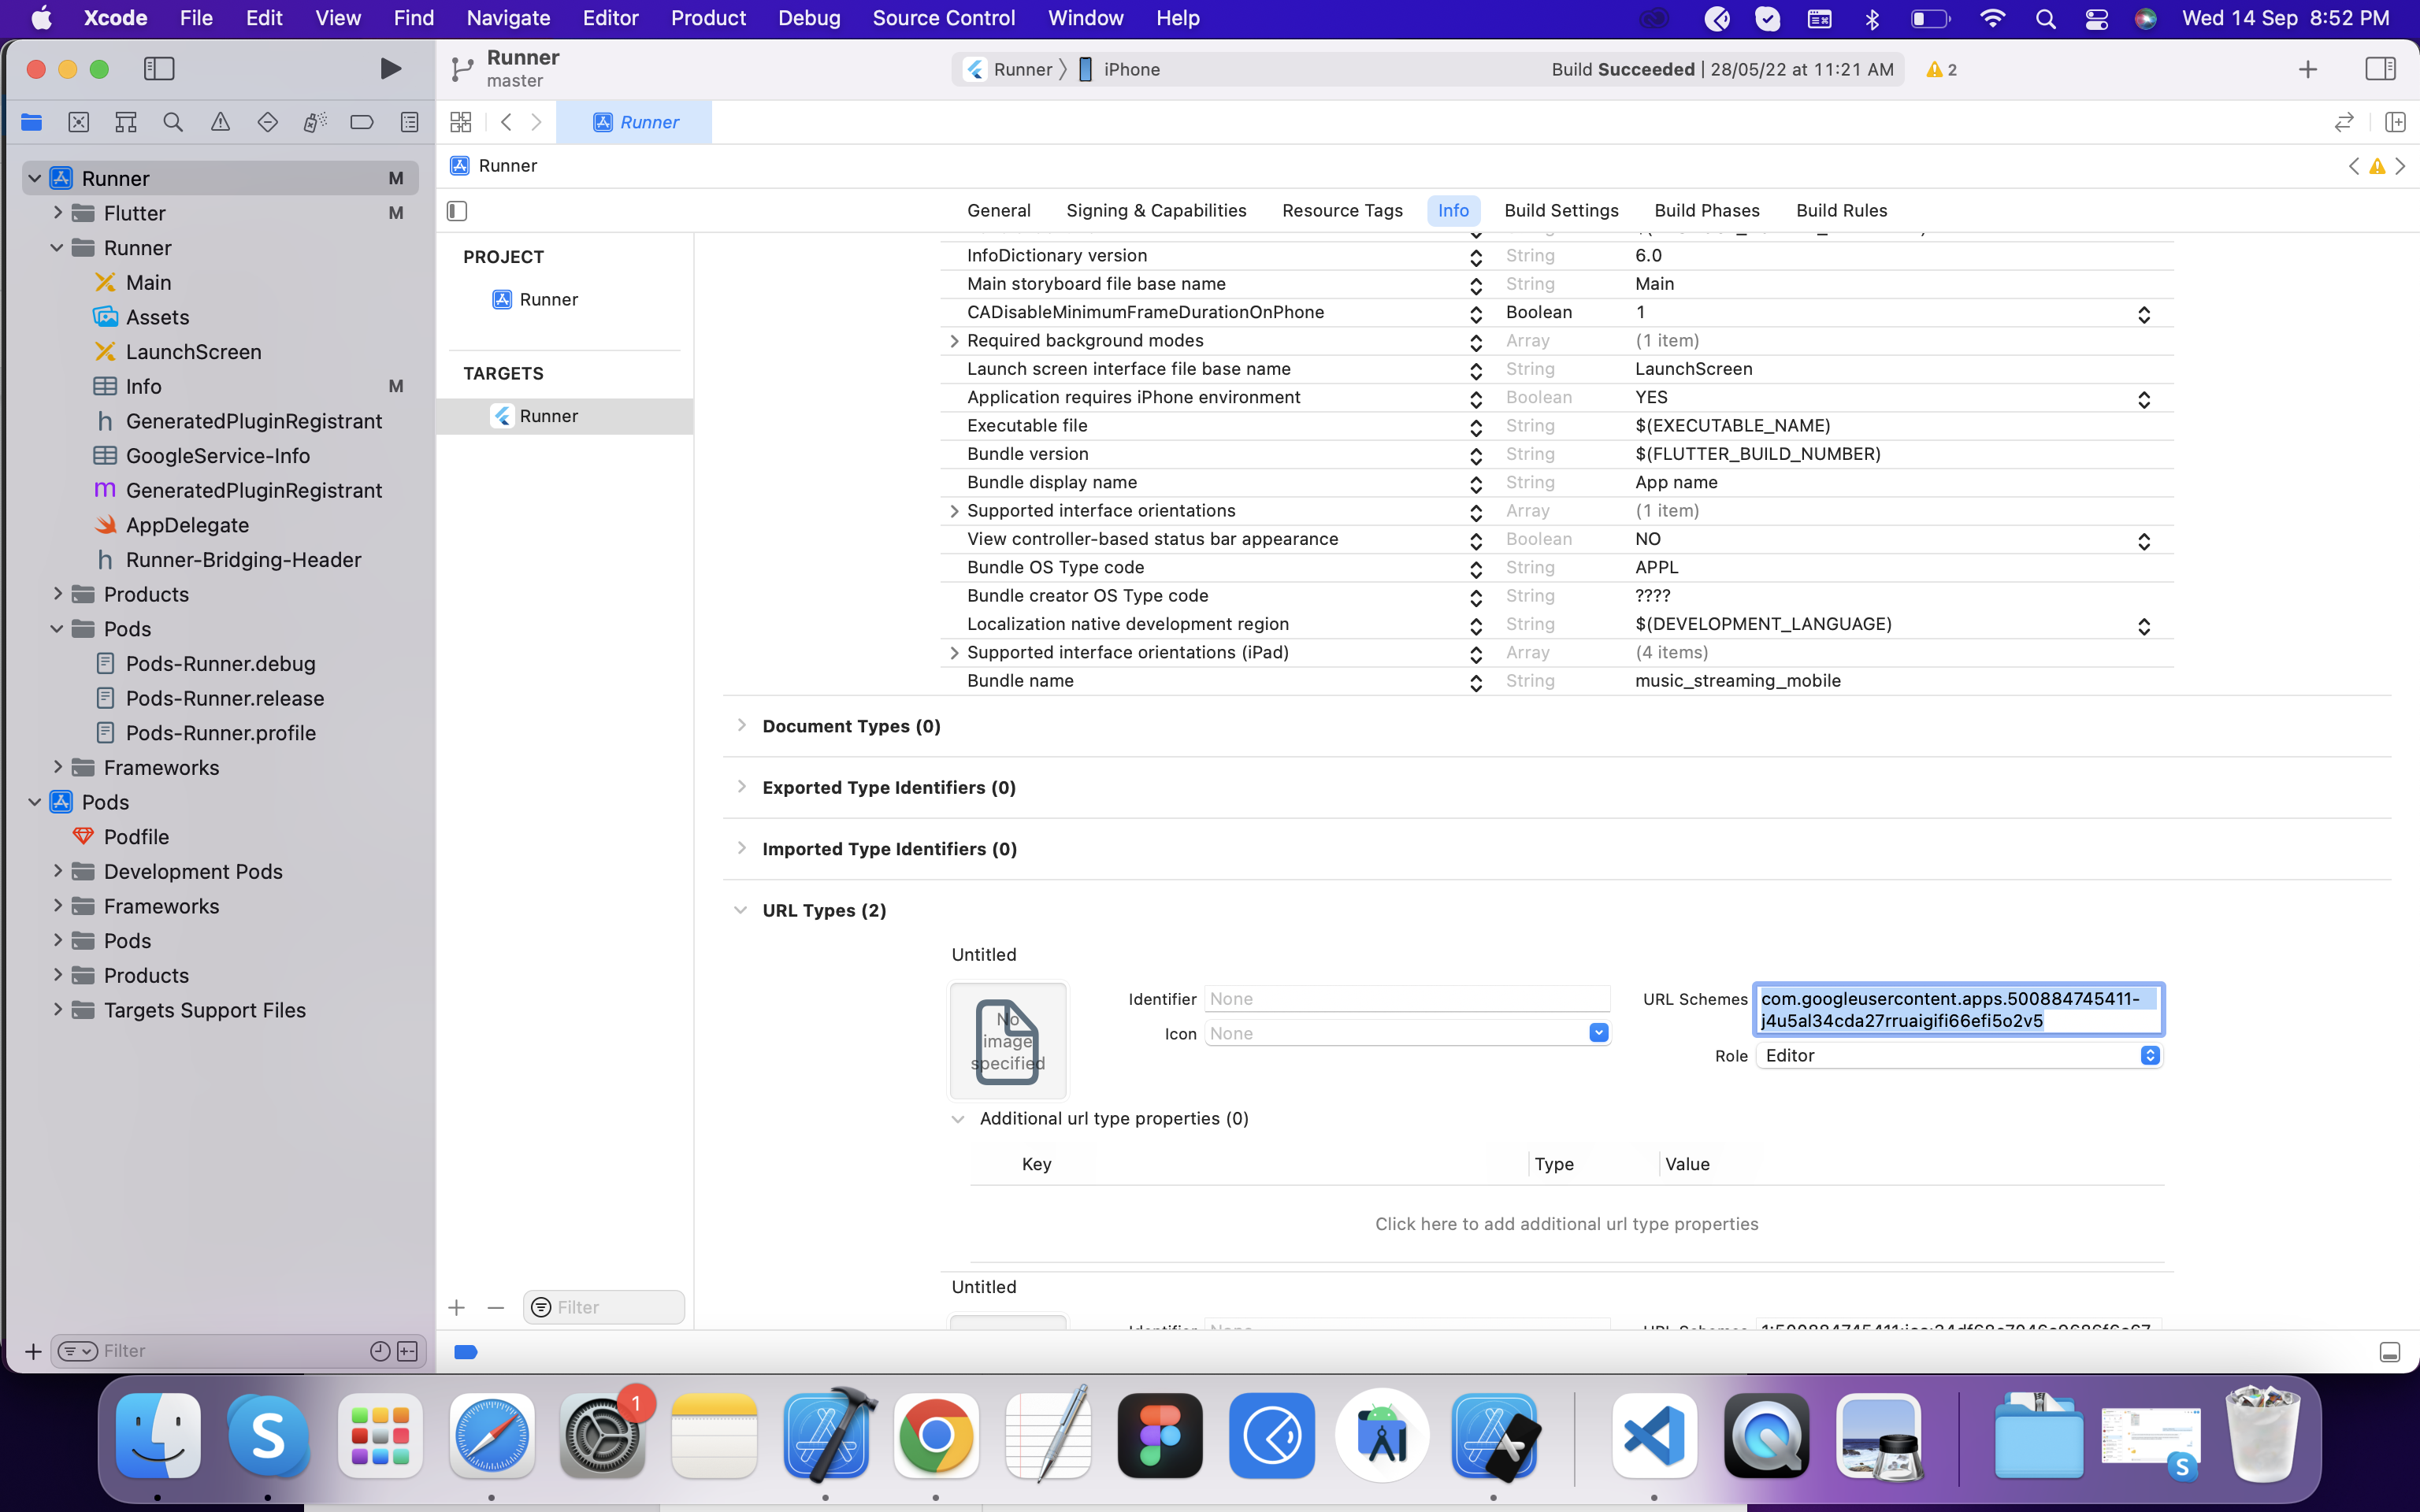 Xcode File Edit View Find Navigate Editor Product Debug Source Control Window Help Wed 14 Sep 8:52 PM
Runner
master
Runner iPhone Build Succeeded | 28/05/22 at 11:21 AM 2
Runner
Runner
General Signing & Capabilities Resource Tags Info Build Settings Build Phases Build Rules
Runner M
Flutter M
Runner
Main
Assets
LaunchScreen
Info M
GeneratedPluginRegistrant
GoogleService-Info
GeneratedPluginRegistrant
AppDelegate
Runner-Bridging-Header
Products
Pods
Pods-Runner.debug
Pods-Runner.release
Pods-Runner.profile
Frameworks
Pods
Podfile
Development Pods
Frameworks
Pods
Products
Targets Support Files
Filter
PROJECT
Runner
TARGETS
Runner
Filter
InfoDictionary version String 6.0
Main storyboard file base name String Main
CADisableMinimumFrameDurationOnPhone Boolean 1
Required background modes Array (1 item)
Launch screen interface file base name String LaunchScreen
Application requires iPhone environment Boolean YES
Executable file String $(EXECUTABLE_NAME)
Bundle version String $(FLUTTER_BUILD_NUMBER)
Bundle display name String App name
Supported interface orientations Array (1 item)
View controller-based status bar appearance Boolean NO
Bundle OS Type code String APPL
Bundle creator OS Type code String ????
Localization native development region String $(DEVELOPMENT_LANGUAGE)
Supported interface orientations (iPad) Array (4 items)
Bundle name String music_streaming_mobile
Document Types (0)
Exported Type Identifiers (0)
Imported Type Identifiers (0)
URL Types (2)
Untitled
No
image
specified
Identifier None
Icon None
URL Schemes com.googleusercontent.apps.500884745411-
j4u5al34cda27rruaigifi66efi5o2v5
Role Editor
Additional url type properties (0)
Key Type Value
Click here to add additional url type properties
Untitled
Identifier None URL Schemes
1
S
S